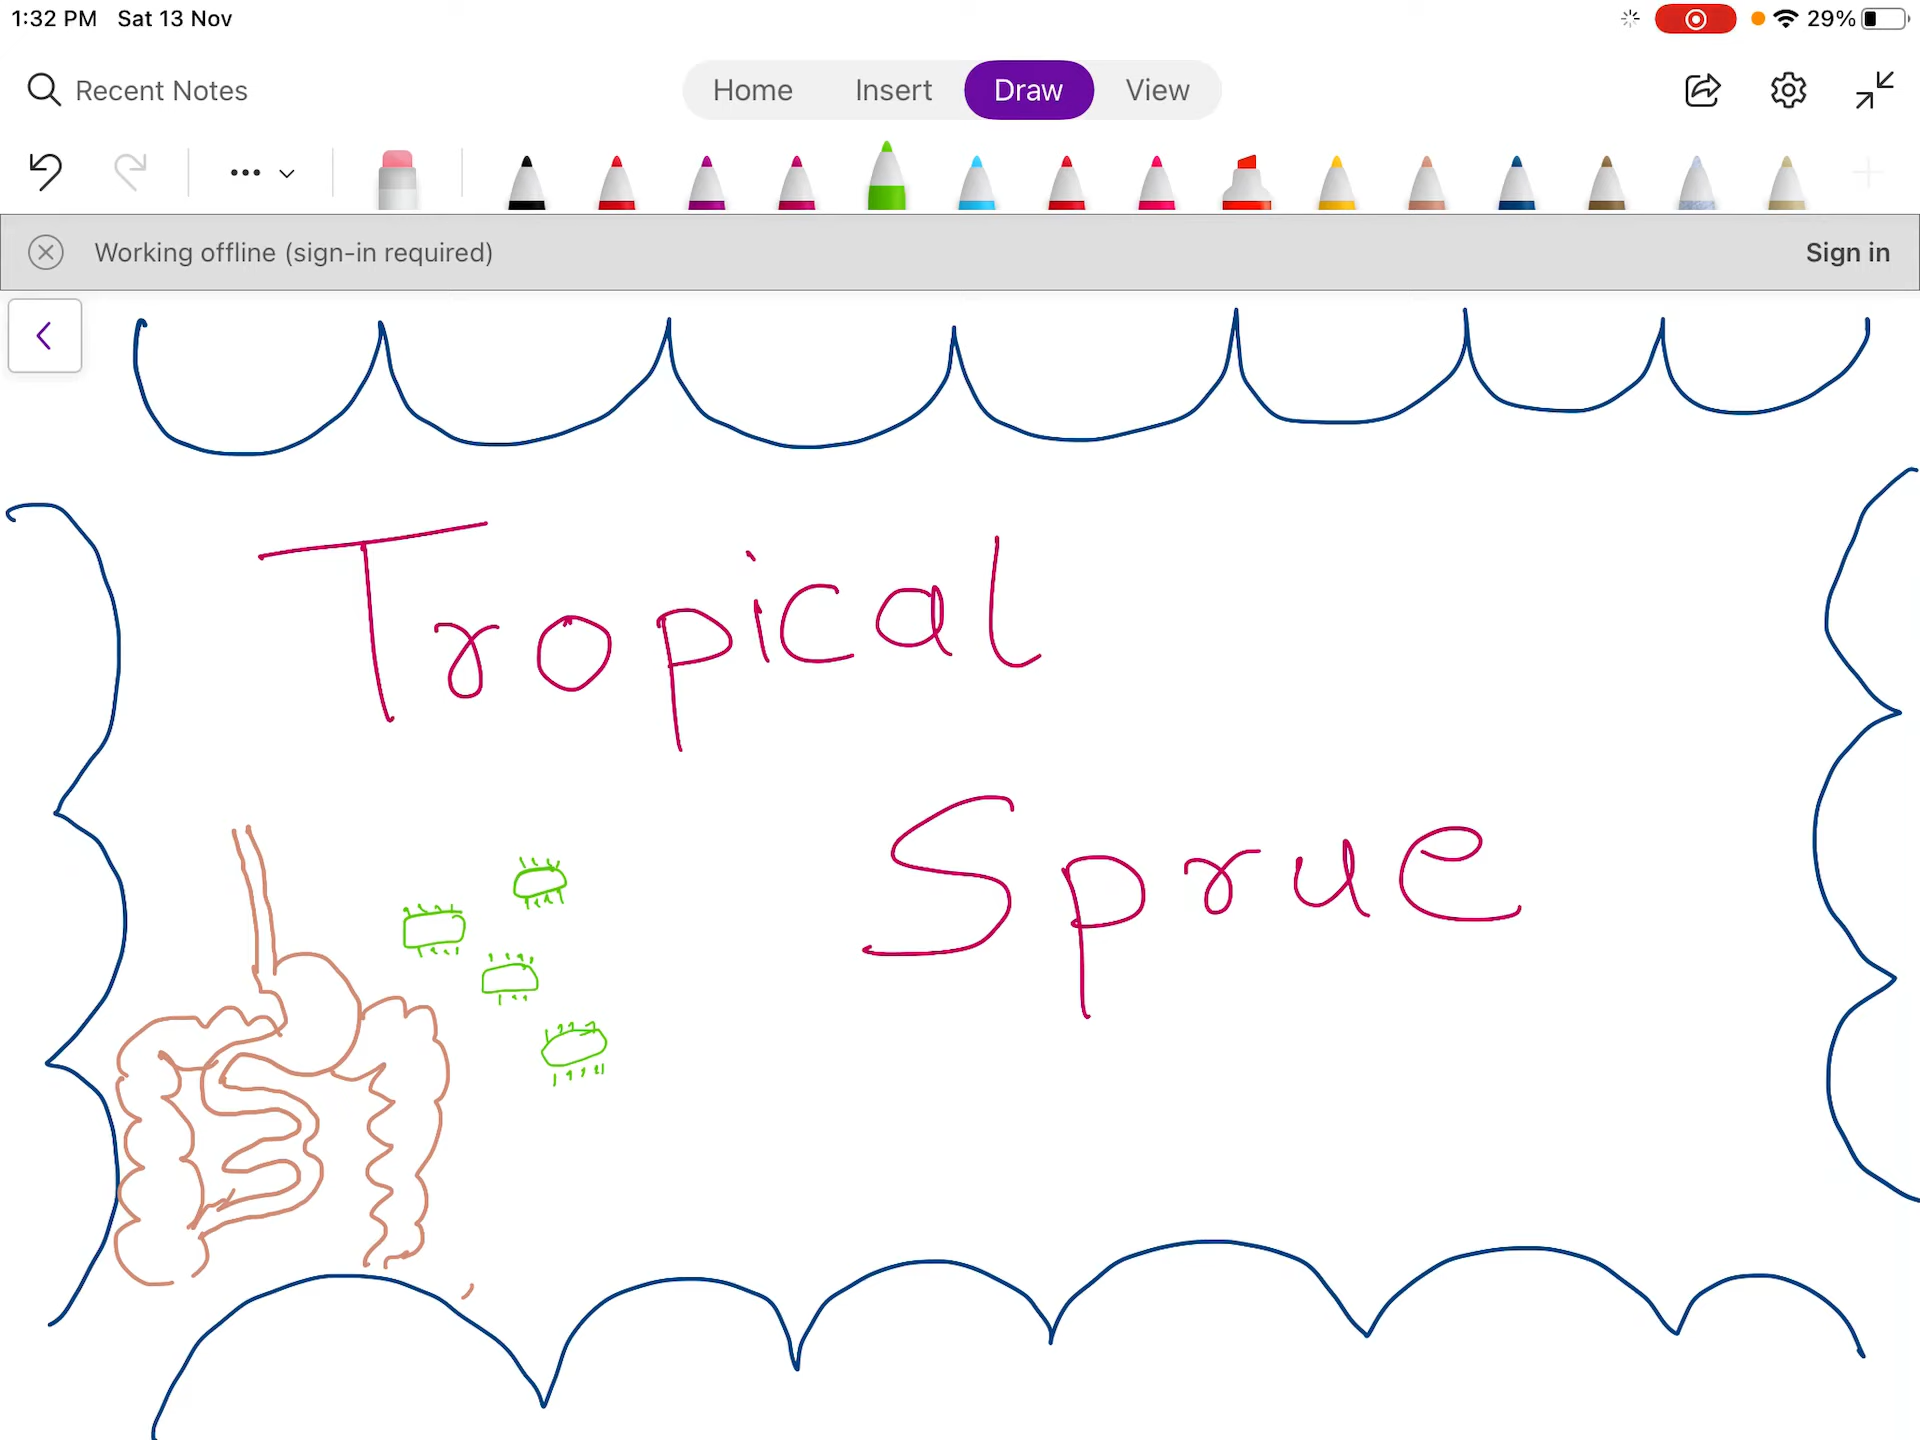 1:32 PM Sat 13 Nov 29%
Recent Notes Home Insert Draw View
Working offline (sign-in required) Sign in
Tropical
Sprue